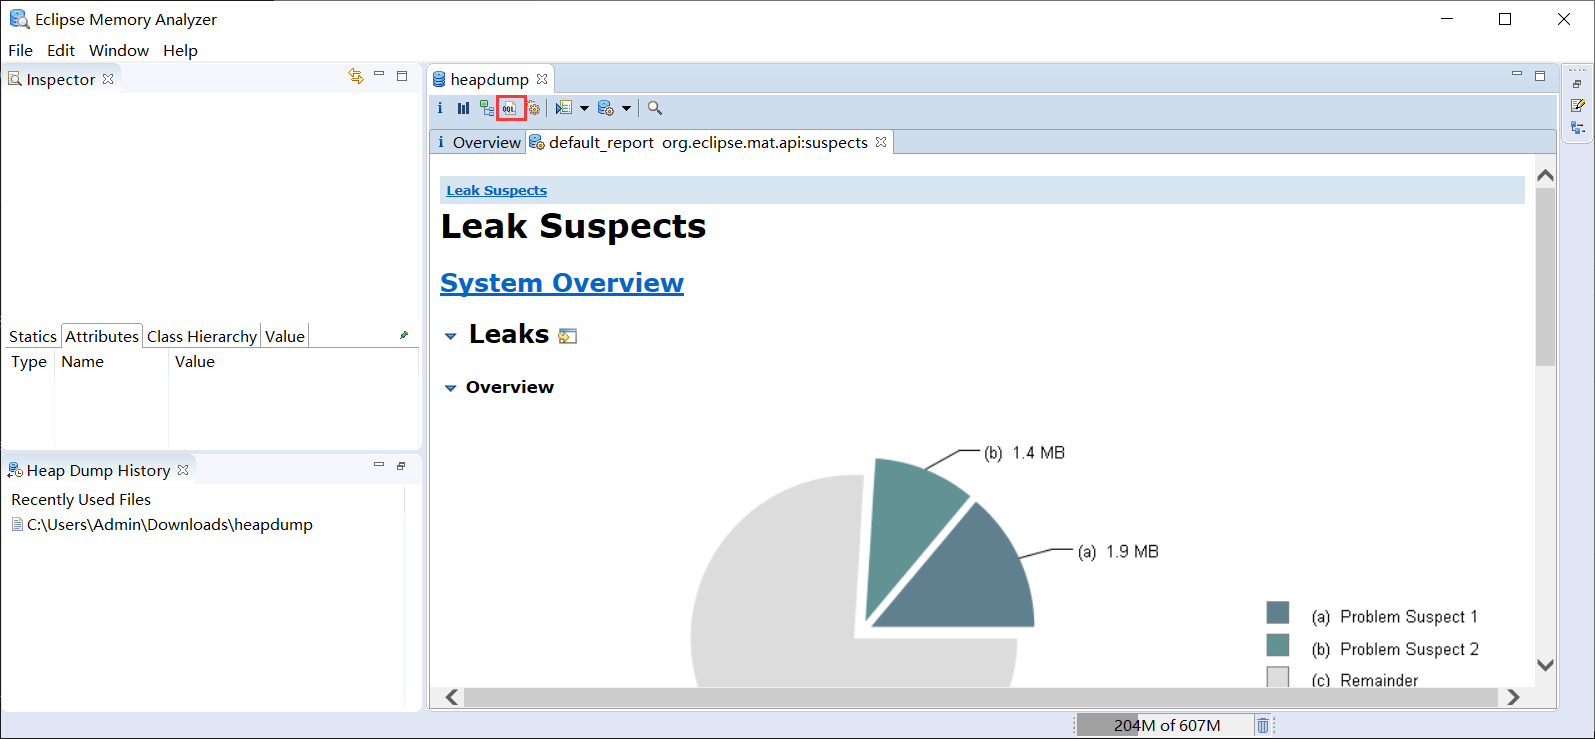 Eclipse Memory Analyzer
File Edit Window Help
Inspector
Statics Attributes Class Hierarchy Value
Type Name Value
Heap Dump History
Recently Used Files
C:\Users\Admin\Downloads\heapdump
heapdump
i OQL
i Overview default_report org.eclipse.mat.api:suspects
Leak Suspects
Leak Suspects
System Overview
Leaks
Overview
(b) 1.4 MB
(a) 1.9 MB
(a) Problem Suspect 1
(b) Problem Suspect 2
(c) Remainder
204M of 607M